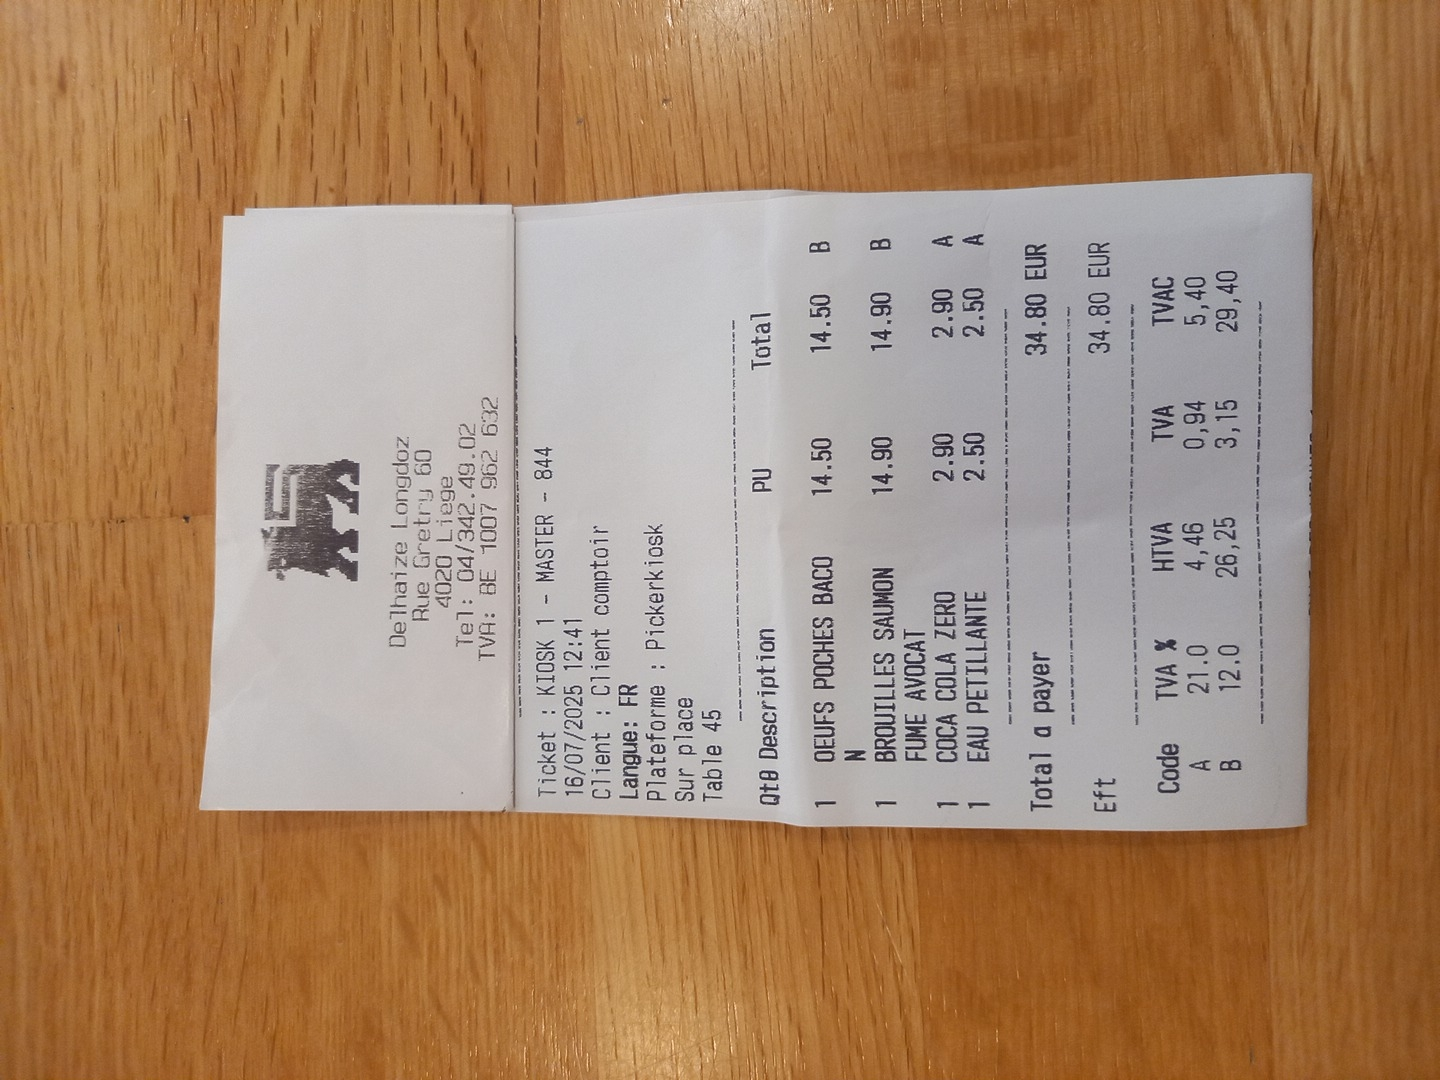 Delhaize Longdoz
Rue Gretry 60
4020 Liege
Tel: 04/342.49.02
TVA: BE 1007 962 632
Ticket : KIOSK 1 - MASTER - 844
16/07/2025 12:41
Client : Client comptoir
Langue: FR
Plateforme : Pickerkiosk
Sur place
Table 45
Qté Description PU Total
1 OEUFS POCHES BACO 14.50 14.50 B
N
1 BROUILLES SAUMON 14.90 14.90 B
FUME AVOCAT
1 COCA COLA ZERO 2.90 2.90 A
1 EAU PETILLANTE 2.50 2.50 A
Total a payer 34.80 EUR
Eft 34.80 EUR
Code TVA % HTVA TVA TVAC
A 21.0 4,46 0,94 5,40
B 12.0 26,25 3,15 29,40